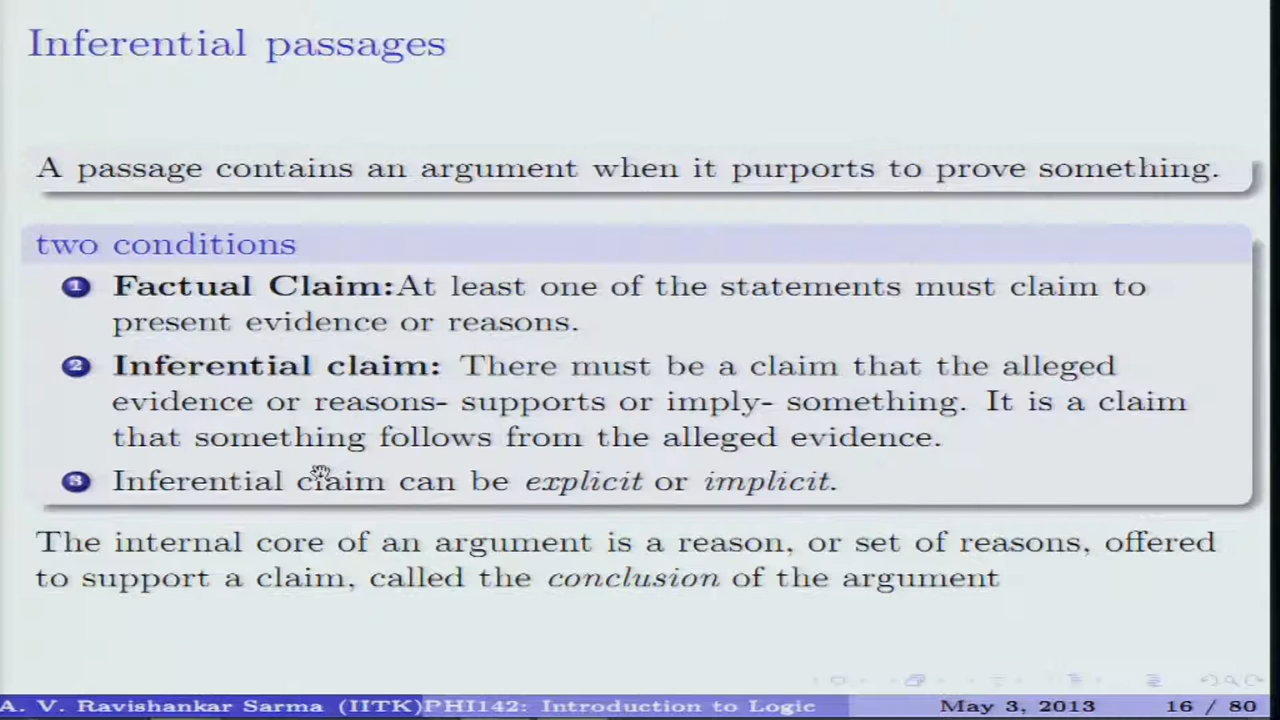 Inferential passages
A passage contains an argument when it purports to prove something.
two conditions
1 Factual Claim:At least one of the statements must claim to
present evidence or reasons.
2 Inferential claim: There must be a claim that the alleged
evidence or reasons- supports or imply- something. It is a claim
that something follows from the alleged evidence.
3 Inferential claim can be explicit or implicit.
The internal core of an argument is a reason, or set of reasons, offered
to support a claim, called the conclusion of the argument
A. V. Ravishankar Sarma (IITK) PHI142: Introduction to Logic May 3, 2013 16 / 80